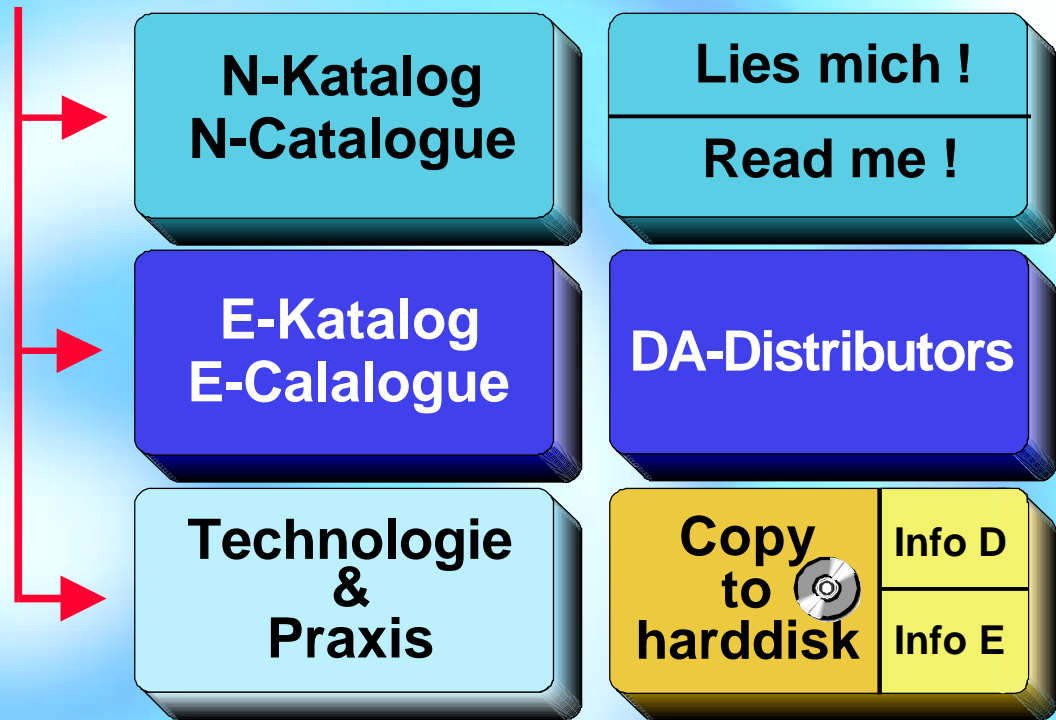 N-Katalog
N-Catalogue
Lies mich !
Read me !
E-Katalog
E-Calalogue
DA-Distributors
Technologie
&
Praxis
Copy
to
harddisk
Info D
Info E